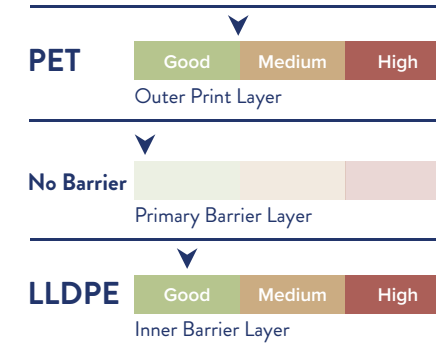 PET
Good Medium High
Outer Print Layer
No Barrier
Primary Barrier Layer
LLDPE
Good Medium High
Inner Barrier Layer